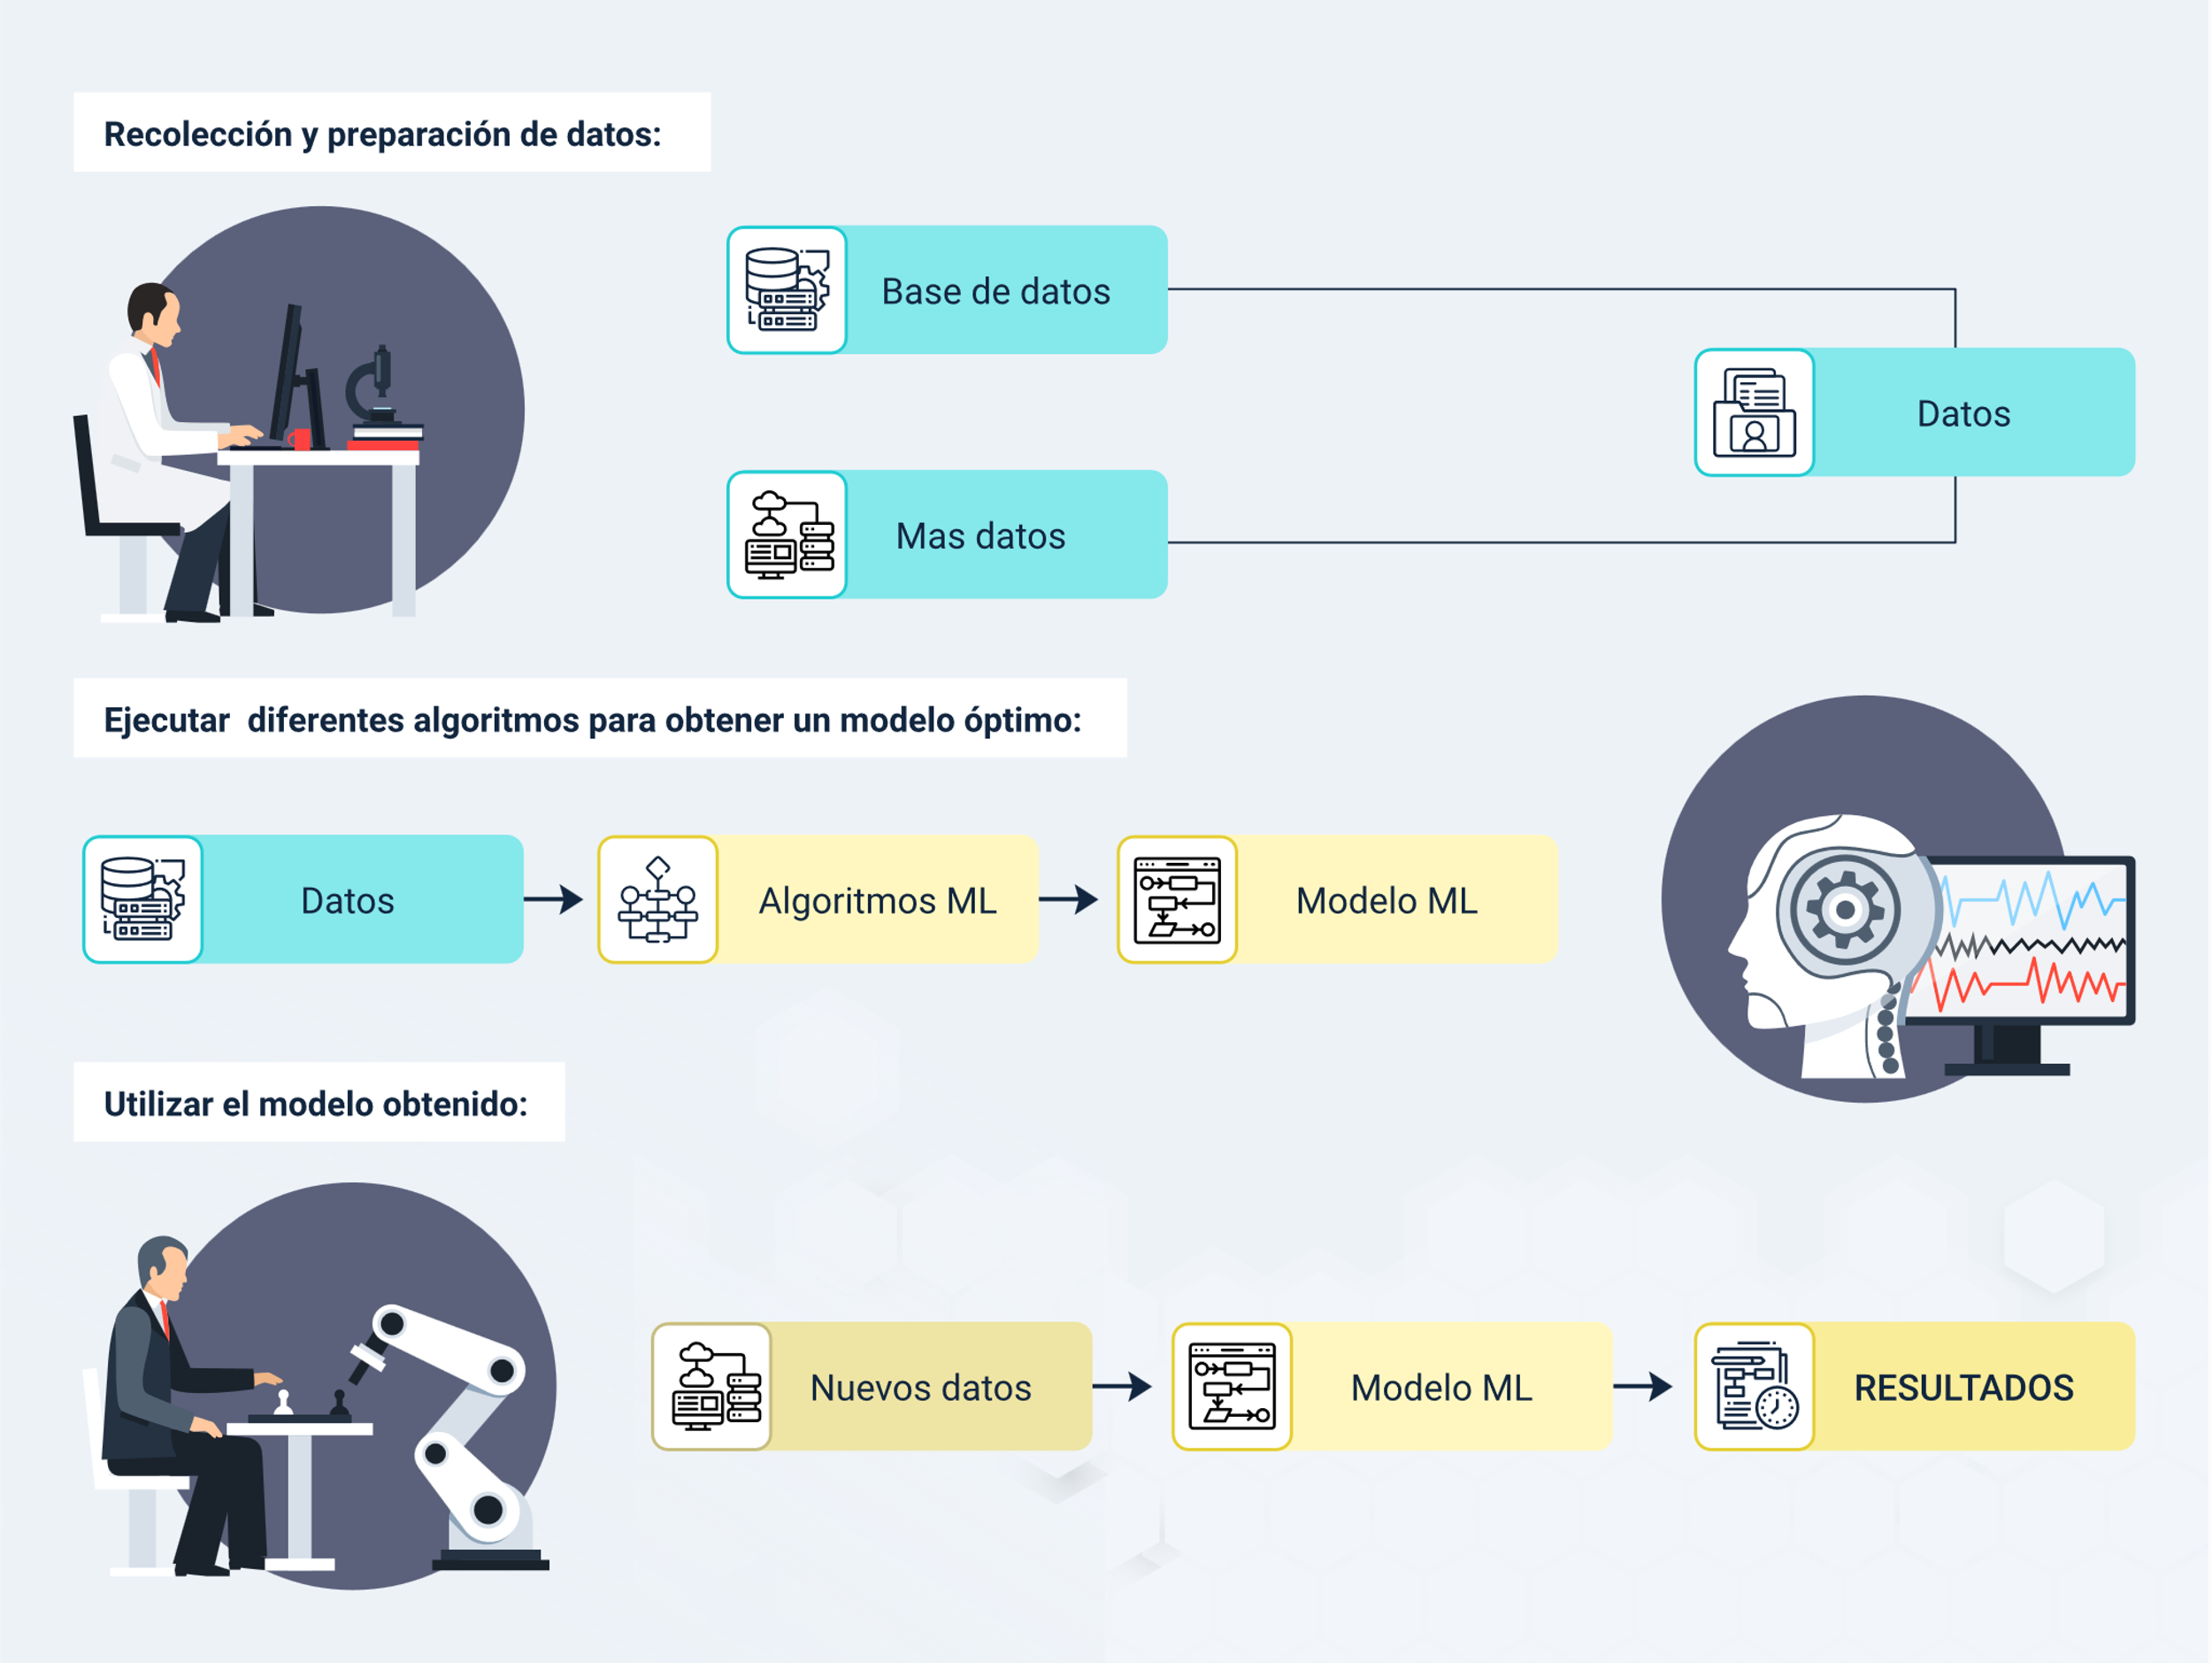 Recolección y preparación de datos:
Base de datos
Datos
Mas datos
Ejecutar  diferentes algoritmos para obtener un modelo óptimo:
Datos
Algoritmos ML
Modelo ML
Utilizar el modelo obtenido:
Nuevos datos
Modelo ML
RESULTADOS